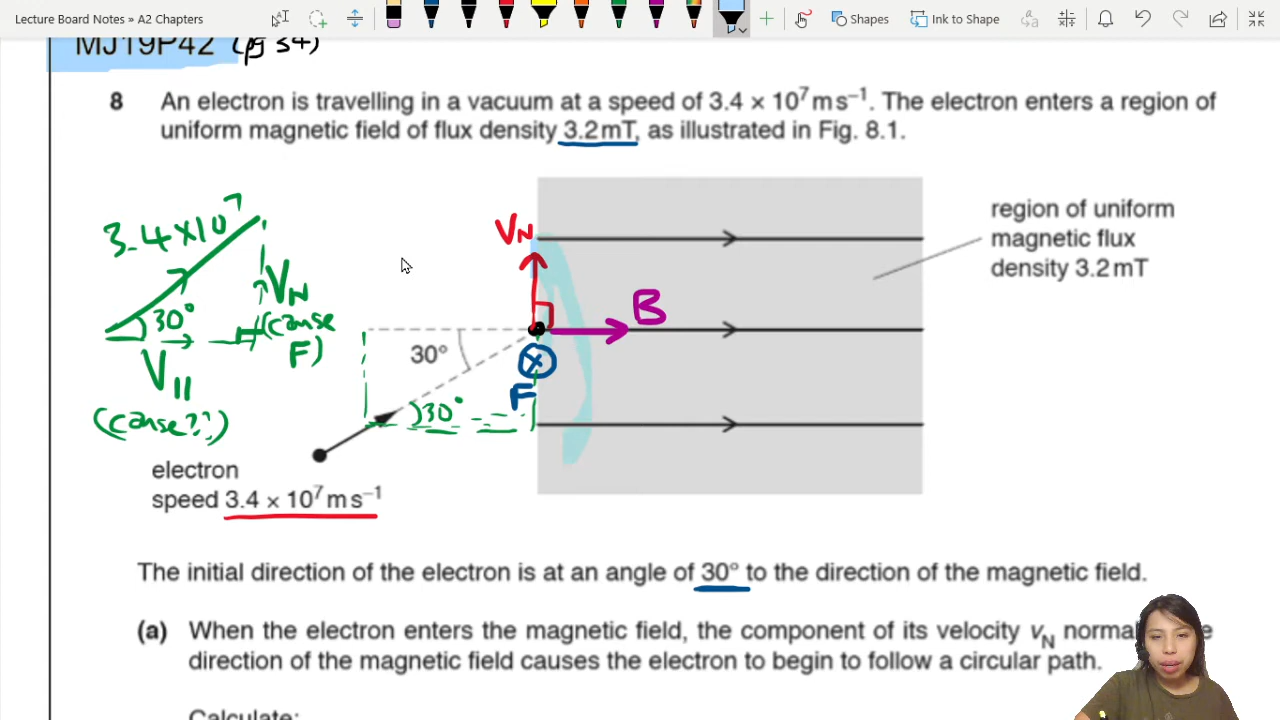 Lecture Board Notes » A2 Chapters
Shapes
Ink to Shape
MJ19P42 (pg 54)
8 An electron is travelling in a vacuum at a speed of 3.4 × 10⁷ m s⁻¹. The electron enters a region of
uniform magnetic field of flux density 3.2 mT, as illustrated in Fig. 8.1.
3.4×10⁷
V_N
(cause
F)
30°
V_||
(cause??)
V_N
B
F
30°
30°
region of uniform
magnetic flux
density 3.2 mT
electron
speed 3.4 × 10⁷ m s⁻¹
The initial direction of the electron is at an angle of 30° to the direction of the magnetic field.
(a) When the electron enters the magnetic field, the component of its velocity v_N
direction of the magnetic field causes the electron to begin to follow a circular path.
Calculate: